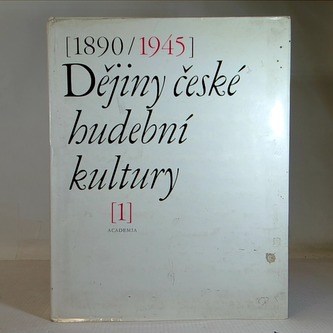 [1890/1945]
Dějiny české
hudební
kultury
[1]
ACADEMIA